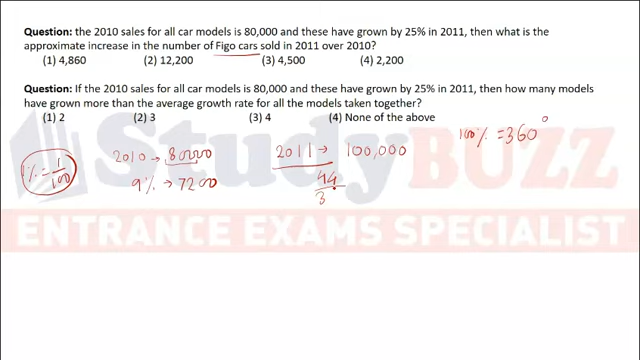 Question: the 2010 sales for all car models is 80,000 and these have grown by 25% in 2011, then what is the
approximate increase in the number of Figo cars sold in 2011 over 2010?
(1) 4,860 (2) 12,200 (3) 4,500 (4) 2,200
Question: If the 2010 sales for all car models is 80,000 and these have grown by 25% in 2011, then how many models
have grown more than the average growth rate for all the models taken together?
(1) 2 (2) 3 (3) 4 (4) None of the above
100% = 360°
1% = 1/100 2010 → 80000 2011 → 100,000
9% → 7200 44/3
StudyBUZZ
ENTRANCE EXAMS SPECIALIST